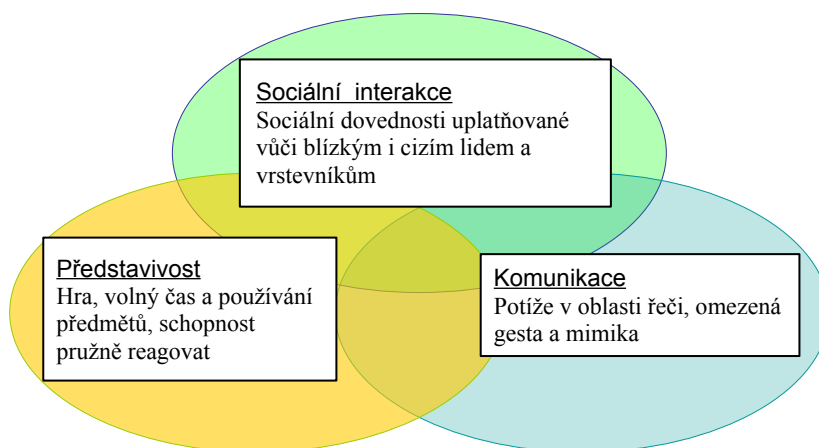 Sociální interakce
Sociální dovednosti uplatňované
vůči blízkým i cizím lidem a
vrstevníkům
Představivost
Hra, volný čas a používání
předmětů, schopnost
pružně reagovat
Komunikace
Potíže v oblasti řeči, omezená
gesta a mimika